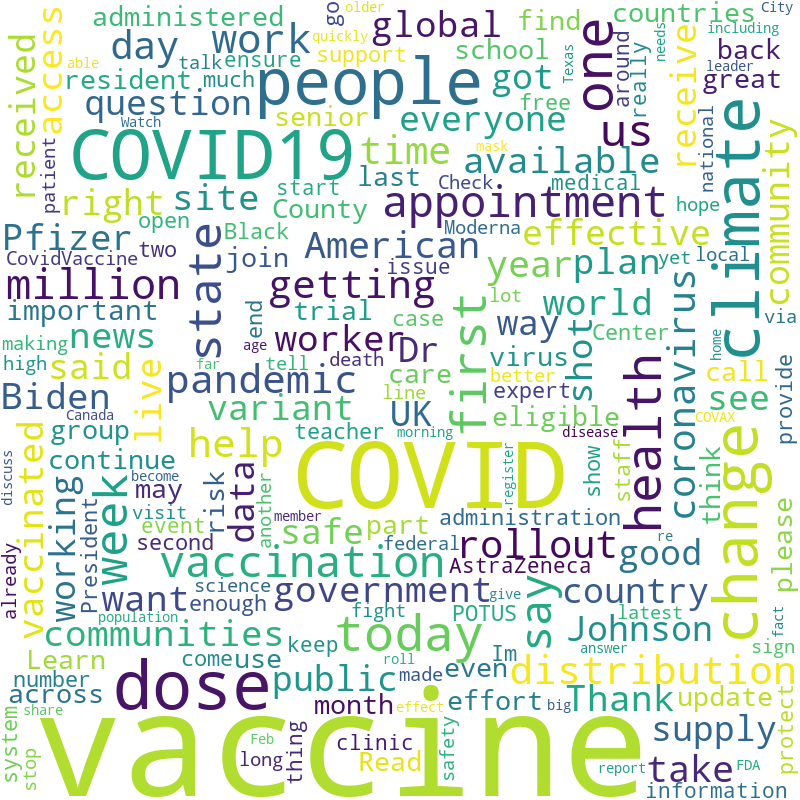 administered
go
older
global
find
countries
City
including
day
work
quickly
support
school
able
talk
ensure
Texas
needs
back
leader
great
resident
much
received
access
question
people
got
free
one
around
really
receive
senior
everyone
us
Watch
patient
COVID19
time
mask
available
national
climate
community
last
Check
medical
right
site
start
appointment
hope
open
County
Moderna
Pfizer
Black
American
effective
CovidVaccine
two
state
join
issue
year
plan
yet
local
million
getting
lot
world
via
important
end
trial
case
first
way
coronavirus
news
worker
Dr
Center
making
high
age
tell
death
care
virus
shot
home
said
live
far
pandemic
line
better
call
expert
health
see
Biden
variant
UK
eligible
Canada
provide
COVAX
group
help
teacher
morning
disease
change
vaccinated
continue
COVID
register
show
staff
think
discuss
working
week
may
risk
data
become
visit
another
President
event
second
member
safe
part
administration
please
federal
rollout
good
vaccination
AstraZeneca
re
already
science
want
enough
government
give
say
country
population
fight
POTUS
latest
fact
communities
today
Johnson
answer
sign
Learn
come
use
keep
Im
number
roll
made
even
distribution
across
dose
public
big
month
effort
Thank
update
protect
system
share
effect
stop
vaccine
Feb
thing
clinic
safety
supply
long
Read
report
take
FDA
information